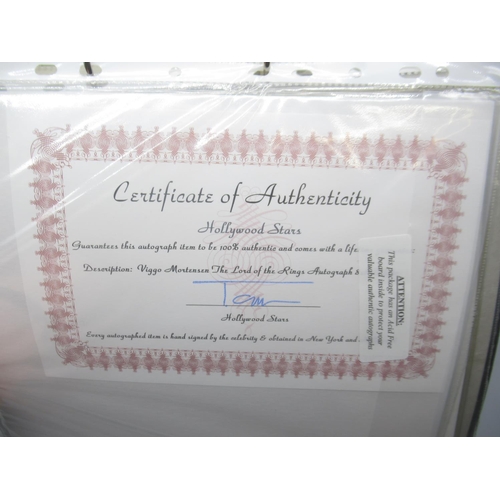 Certificate of Authenticity
Hollywood Stars
Guarantees this autograph item to be 100% authentic and comes with a life
Description: Viggo Mortensen The Lord of the Rings Autograph &
Tom
Hollywood Stars
Every autographed item is hand signed by the celebrity & obtained in New York and
ATTENTION:
This package has an Acid Free
board inside to protect your
valuable authentic autographs